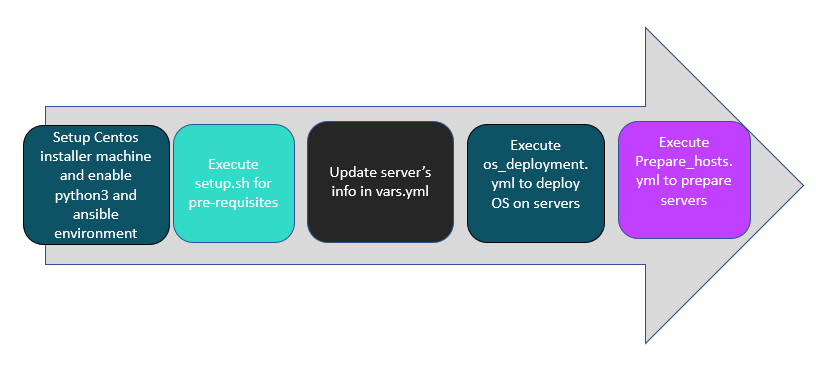 Setup Centos
installer machine
and enable
python3 and
ansible
environment
Execute
setup.sh for
pre-requisites
Update server’s
info in vars.yml
Execute
os_deployment.
yml to deploy
OS on servers
Execute
Prepare_hosts.
yml to prepare
servers